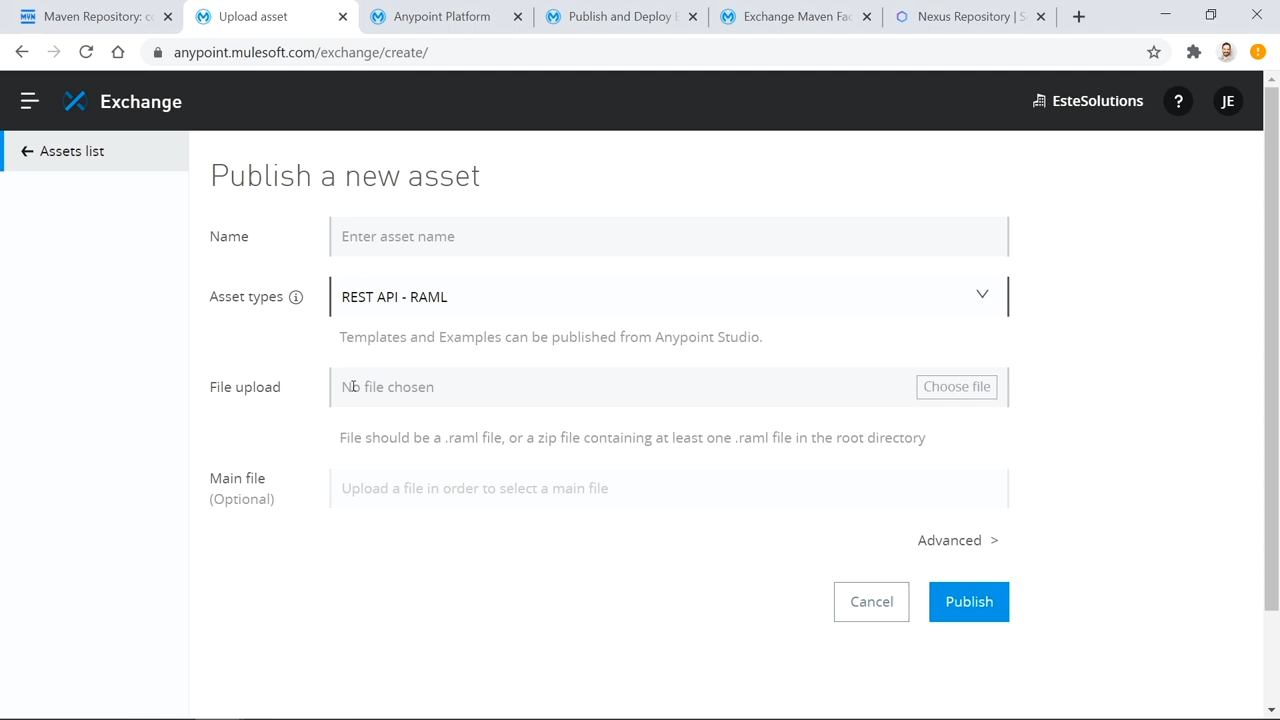 Maven Repository: co
Upload asset
Anypoint Platform
Publish and Deploy E
Exchange Maven Fac
Nexus Repository | S
anypoint.mulesoft.com/exchange/create/
Exchange
EsteSolutions
?
JE
← Assets list
Publish a new asset
Name
Enter asset name
Asset types
REST API - RAML
Templates and Examples can be published from Anypoint Studio.
File upload
No file chosen
Choose file
File should be a .raml file, or a zip file containing at least one .raml file in the root directory
Main file
(Optional)
Upload a file in order to select a main file
Advanced >
Cancel
Publish